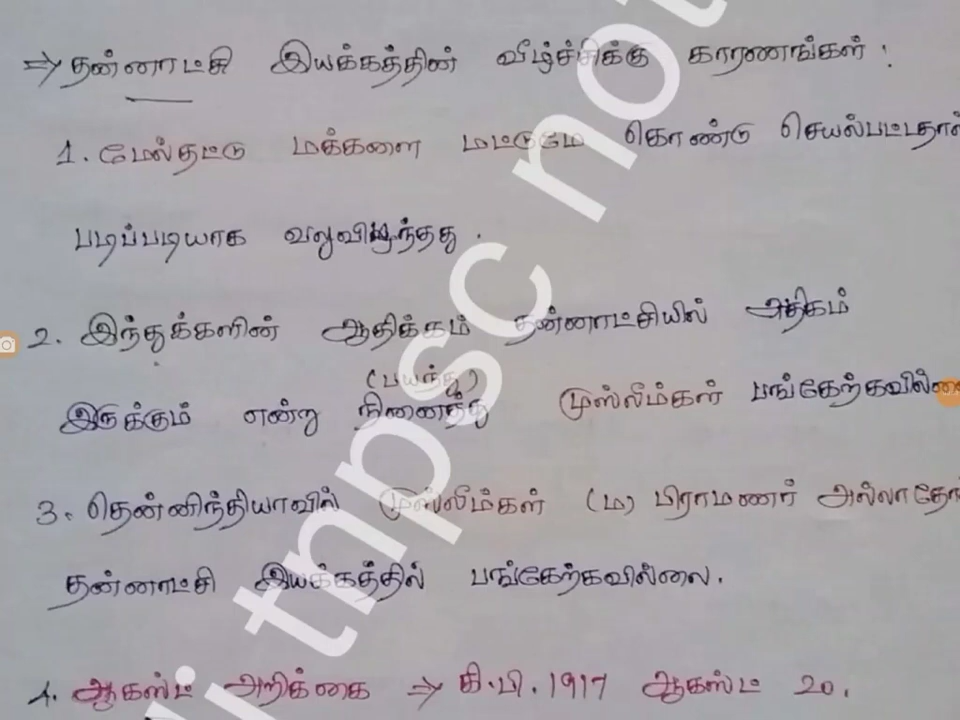 ⇒ தன்னாட்சி இயக்கத்தின் வீழ்ச்சிக்கு காரணங்கள் :
1. மேல்தட்டு மக்களை மட்டுமே கொண்டு செயல்பட்டதால்
படிப்படியாக வலுவிழந்தது .
2. இந்துக்களின் ஆதிக்கம் தன்னாட்சியில் அதிகம்
(பயந்து)
இருக்கும் என்று நினைத்து முஸ்லீம்கள் பங்கேற்கவில்லை
3. தென்னிந்தியாவில் முஸ்லீம்கள் (ம) பிராமணர் அல்லாதோ
தன்னாட்சி இயக்கத்தில் பங்கேற்கவில்லை.
4. ஆகஸ்ட் அறிக்கை ⇒ கி.பி. 1917 ஆகஸ்ட் 20.
tnpsc not